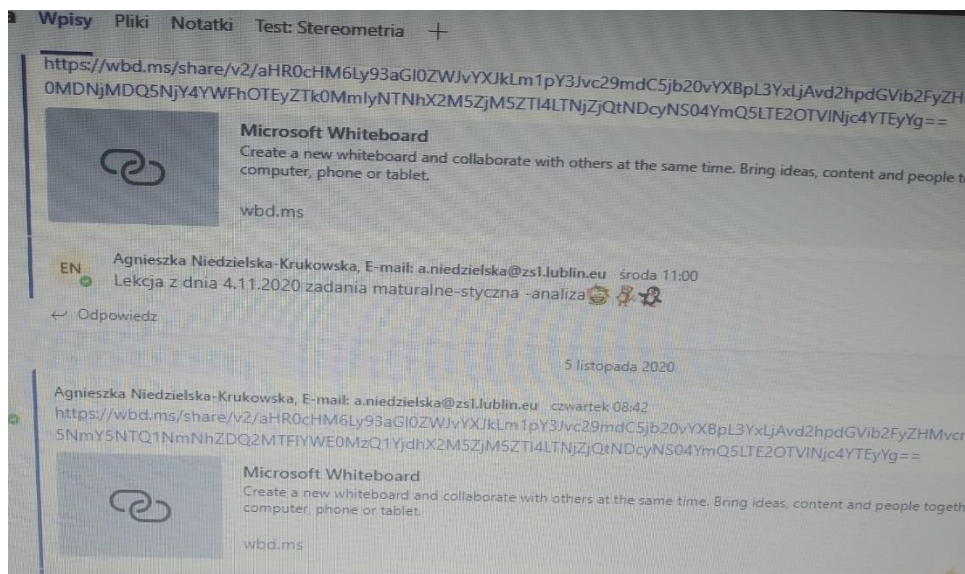 Wpisy Pliki Notatki Test: Stereometria +
https://wbd.ms/share/v2/aHR0cHM6Ly93aGl0ZWJvYXJkLm1pY3Jvc29mdC5jb20vYXBpL3YxLjAvd2hpdGVib2FyZH
0MDNjMDQ5NjY4YWFhOTEyZTk0MmIyNTNhX2M5ZjM5ZTI4LTNjZjQtNDcyNS04YmQ5LTE2OTVlNjc4YTEyYg==
Microsoft Whiteboard
Create a new whiteboard and collaborate with others at the same time. Bring ideas, content and people
computer, phone or tablet.
wbd.ms
EN
Agnieszka Niedzielska-Krukowska, E-mail: a.niedzielska@zs1.lublin.eu środa 11:00
Lekcja z dnia 4.11.2020 zadania maturalne-styczna -analiza
Odpowiedz
5 listopada 2020
Agnieszka Niedzielska-Krukowska, E-mail: a.niedzielska@zs1.lublin.eu czwartek 08:42
https://wbd.ms/share/v2/aHR0cHM6Ly93aGl0ZWJvYXJkLm1pY3Jvc29mdC5jb20vYXBpL3YxLjAvd2hpdGVib2FyZHMvcm
5NmY5NTQ1NmNhZDQ2MTFlYWE0MzQ1YjdhX2M5ZjM5ZTI4LTNjZjQtNDcyNS04YmQ5LTE2OTVlNjc4YTEyYg==
Microsoft Whiteboard
Create a new whiteboard and collaborate with others at the same time. Bring ideas, content and people
computer, phone or tablet.
wbd.ms